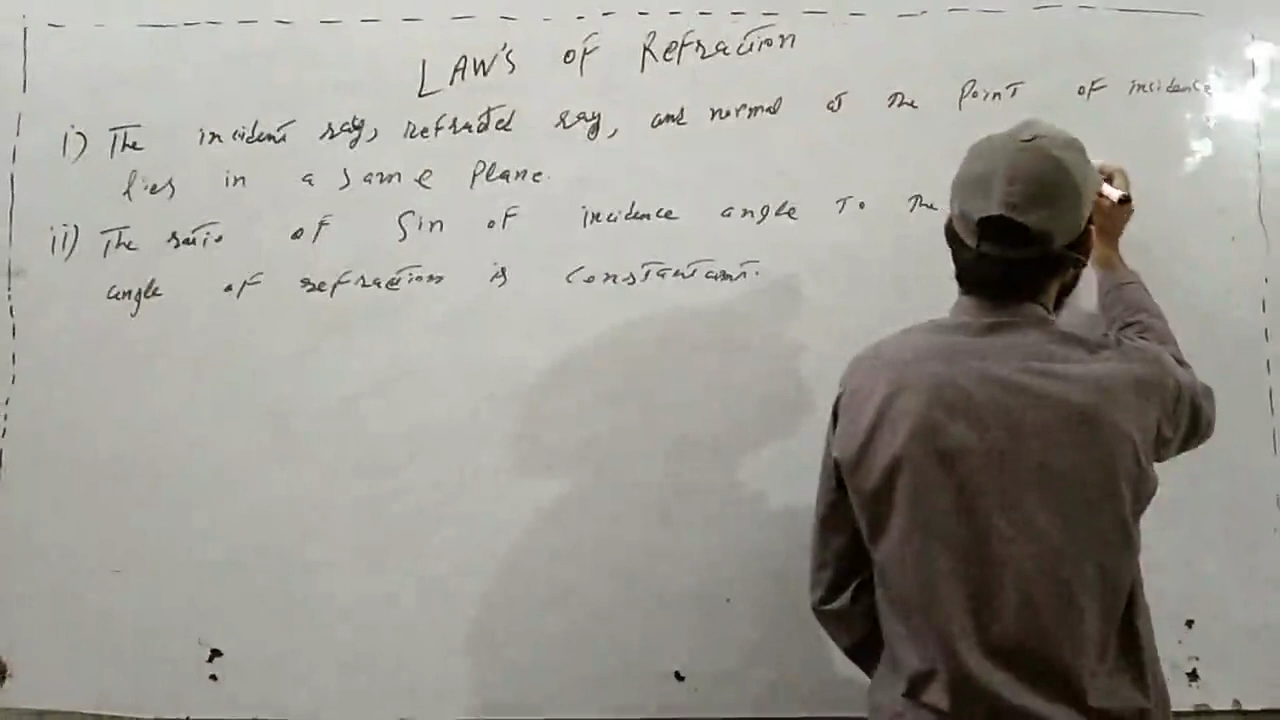 LAW'S OF Refraction
i) The incident ray, refracted ray, and normal at the Point OF incidence
lies in a same Plane.
ii) The ratio of Sin OF incidence angle To The
angle of refraction is Constantant.